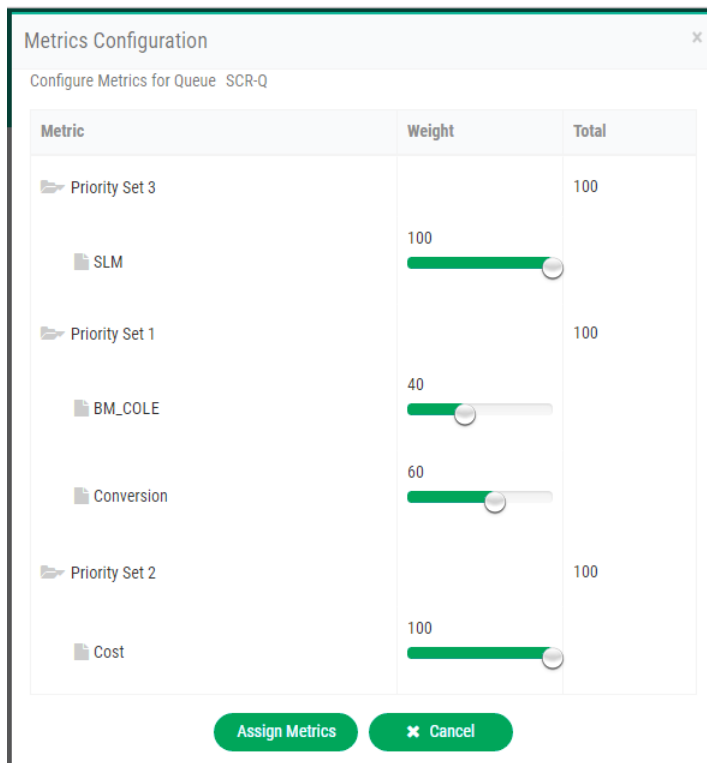 Metrics Configuration ×
Configure Metrics for Queue SCR-Q
Metric Weight Total
Priority Set 3 100
100
SLM
Priority Set 1 100
40
BM_COLE
60
Conversion
Priority Set 2 100
100
Cost
Assign Metrics ✖ Cancel